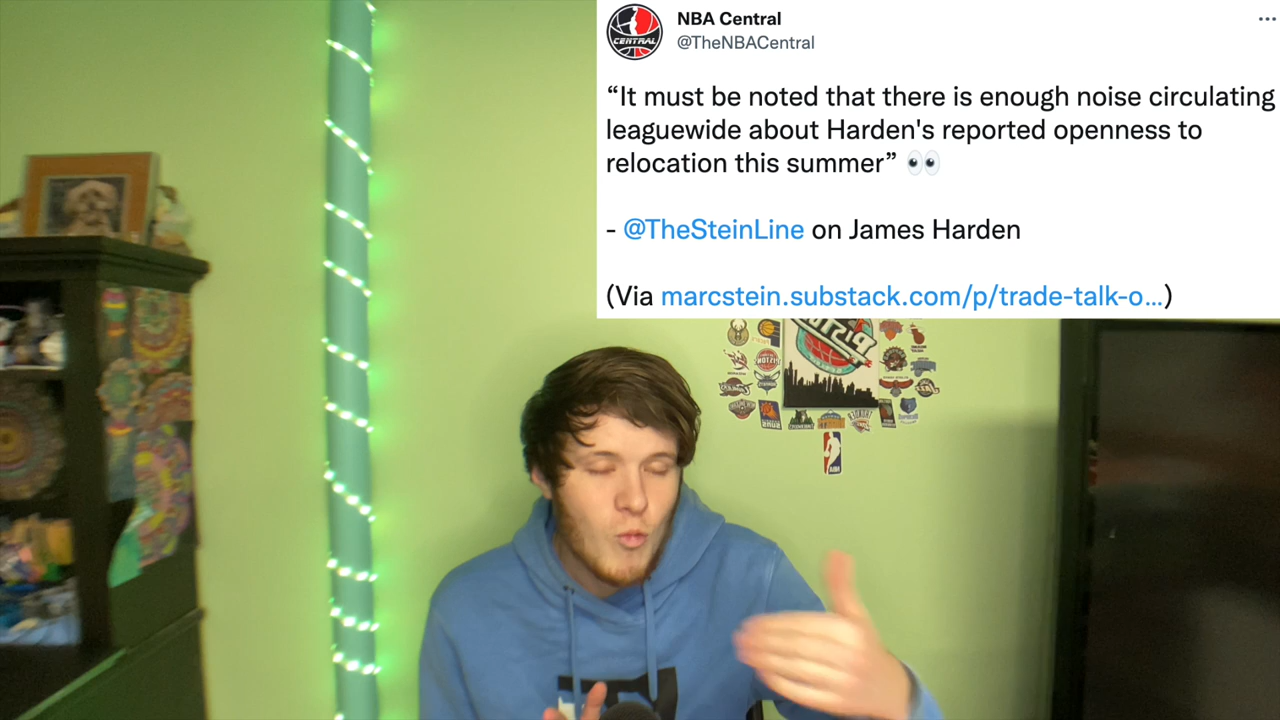 NBA Central
@TheNBACentral
CENTRAL
“It must be noted that there is enough noise circulating
leaguewide about Harden's reported openness to
relocation this summer” 👀
- @TheSteinLine on James Harden
(Via marcstein.substack.com/p/trade-talk-o...)